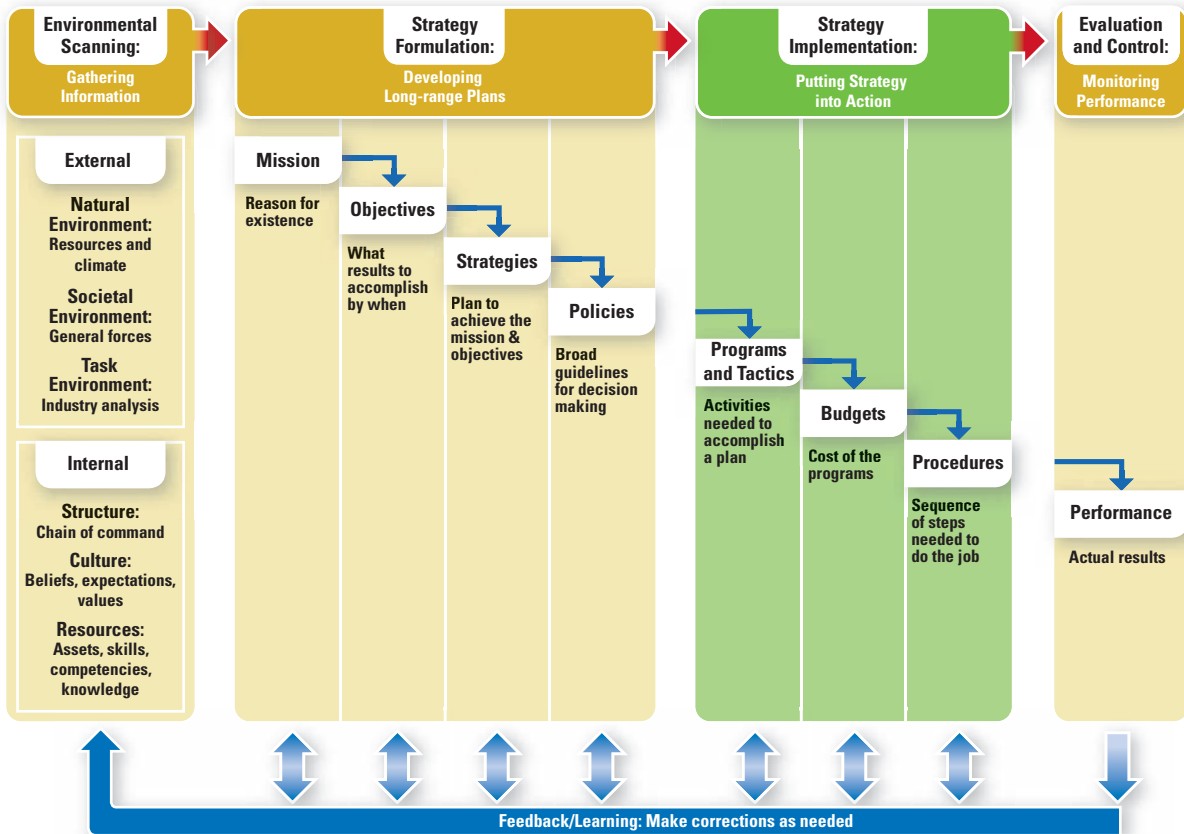 Environmental
Scanning:
Gathering
Information
Strategy
Formulation:
Developing
Long-range Plans
Strategy
Implementation:
Putting Strategy
into Action
Evaluation
and Control:
Monitoring
Performance
External
Natural
Environment:
Resources and
climate
Societal
Environment:
General forces
Task
Environment:
Industry analysis
Internal
Structure:
Chain of command
Culture:
Beliefs, expectations,
values
Resources:
Assets, skills,
competencies,
knowledge
Mission
Reason for
existence
Objectives
What
results to
accomplish
by when
Strategies
Plan to
achieve the
mission &
objectives
Policies
Broad
guidelines
for decision
making
Programs
and Tactics
Activities
needed to
accomplish
a plan
Budgets
Cost of the
programs
Procedures
Sequence
of steps
needed to
do the job
Performance
Actual results
Feedback/Learning: Make corrections as needed